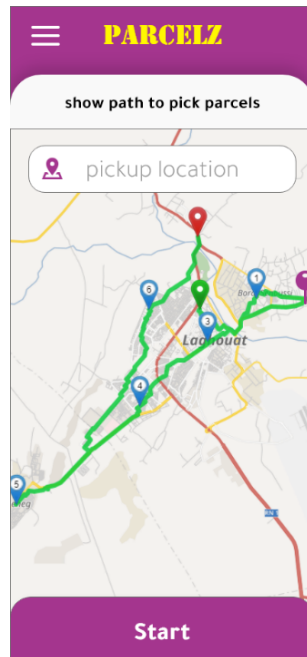 PARCELZ
show path to pick parcels
pickup location
1
6
3
Laghouat
4
5
RN 1
Start